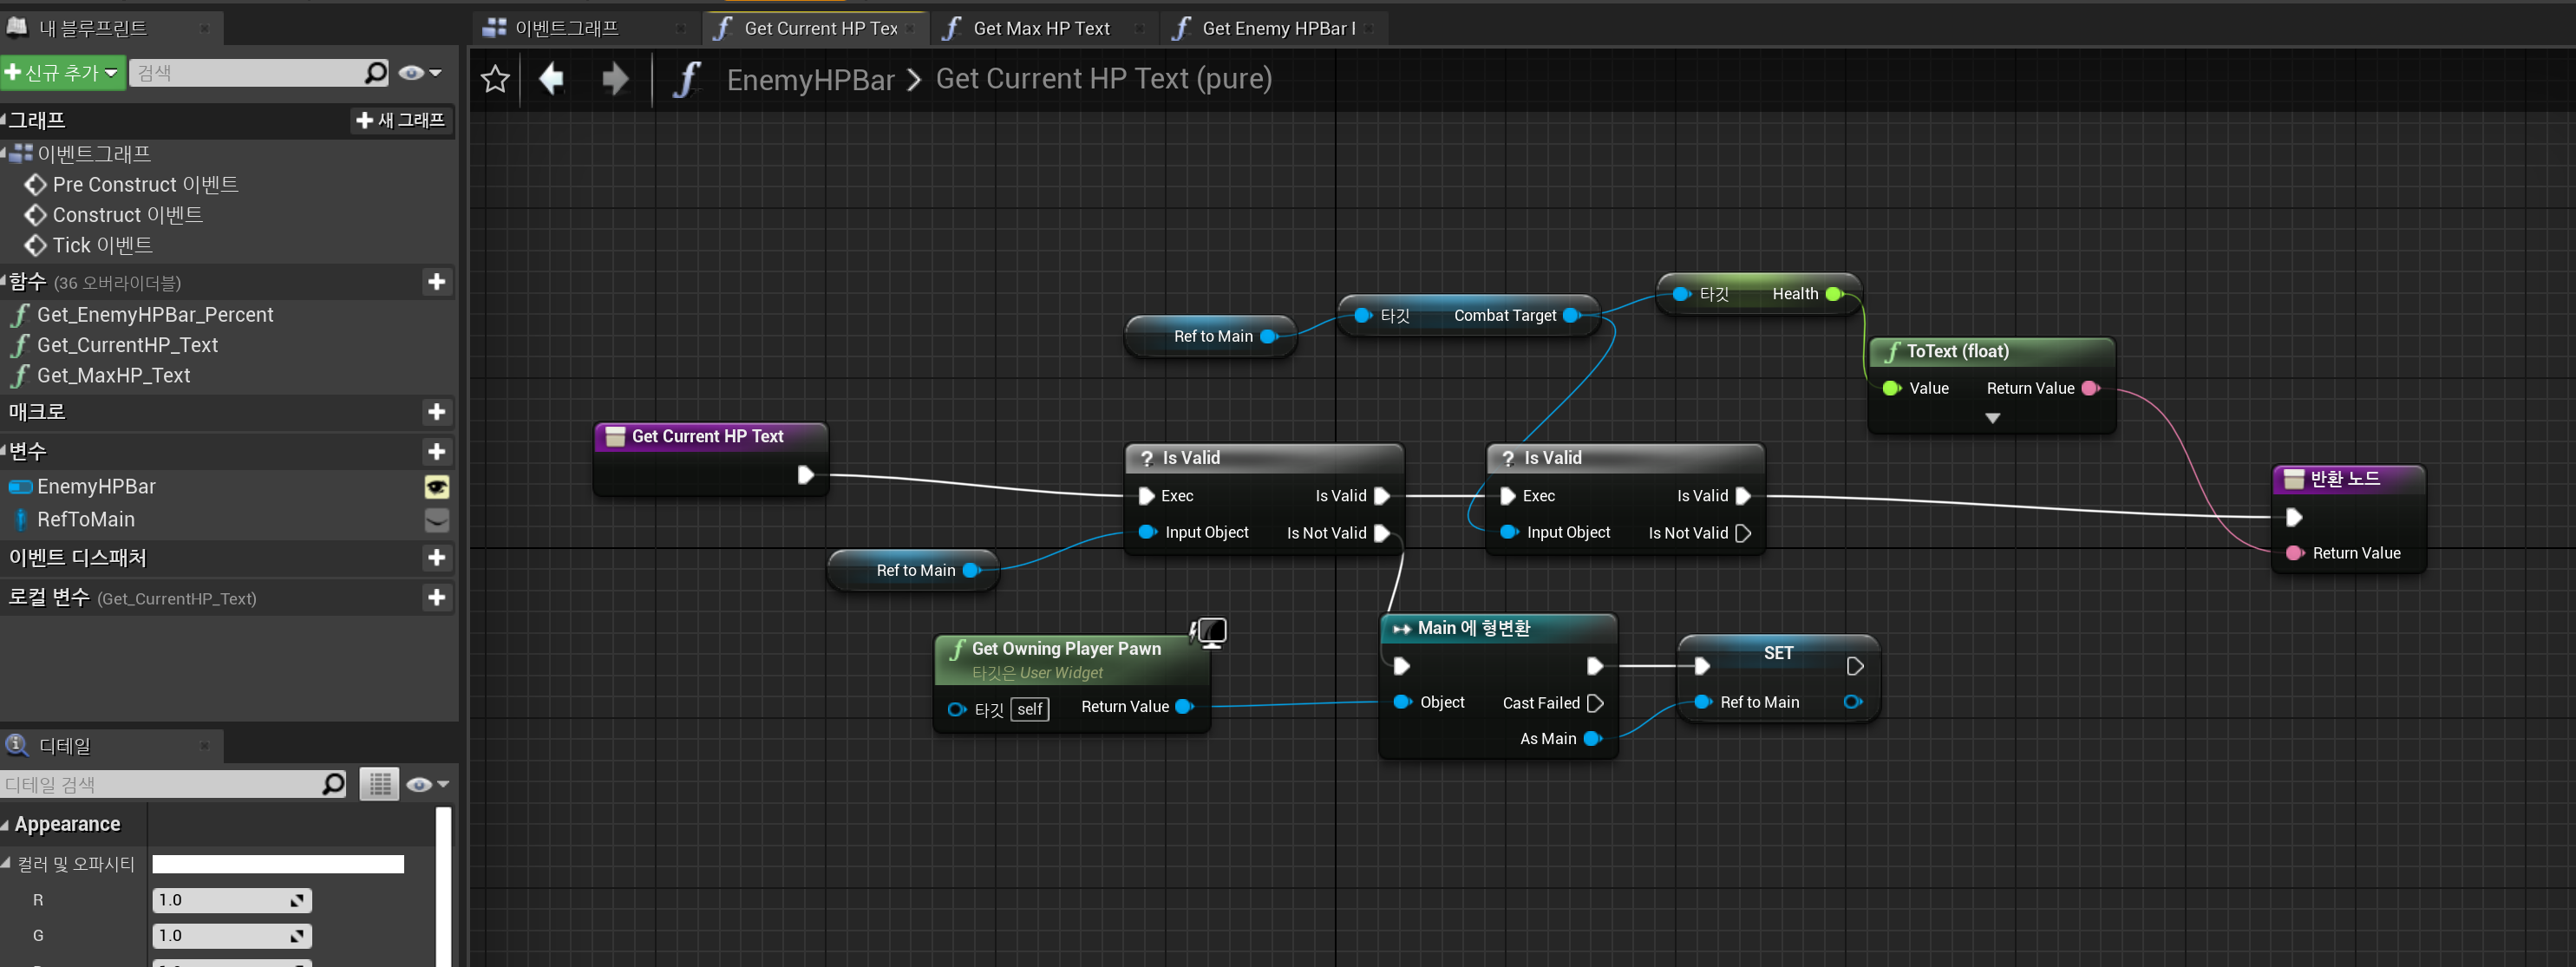 내 블루프린트
이벤트그래프
Get Current HP Tex
Get Max HP Text
Get Enemy HPBar
신규 추가
검색
EnemyHPBar > Get Current HP Text (pure)
그래프
새 그래프
이벤트그래프
Pre Construct 이벤트
Construct 이벤트
Tick 이벤트
함수 (36 오버라이더블)
Get_EnemyHPBar_Percent
Get_CurrentHP_Text
Get_MaxHP_Text
매크로
변수
EnemyHPBar
RefToMain
이벤트 디스패처
로컬 변수 (Get_CurrentHP_Text)
디테일
디테일 검색
Appearance
컬러 및 오파시티
R
1.0
G
1.0
Ref to Main
타깃
Combat Target
타깃
Health
ToText (float)
Value
Return Value
Get Current HP Text
? Is Valid
Exec
Is Valid
Input Object
Is Not Valid
? Is Valid
Exec
Is Valid
Input Object
Is Not Valid
반환 노드
Return Value
Ref to Main
Get Owning Player Pawn
타깃은 User Widget
타깃
self
Return Value
Main 에 형변환
Object
Cast Failed
As Main
SET
Ref to Main